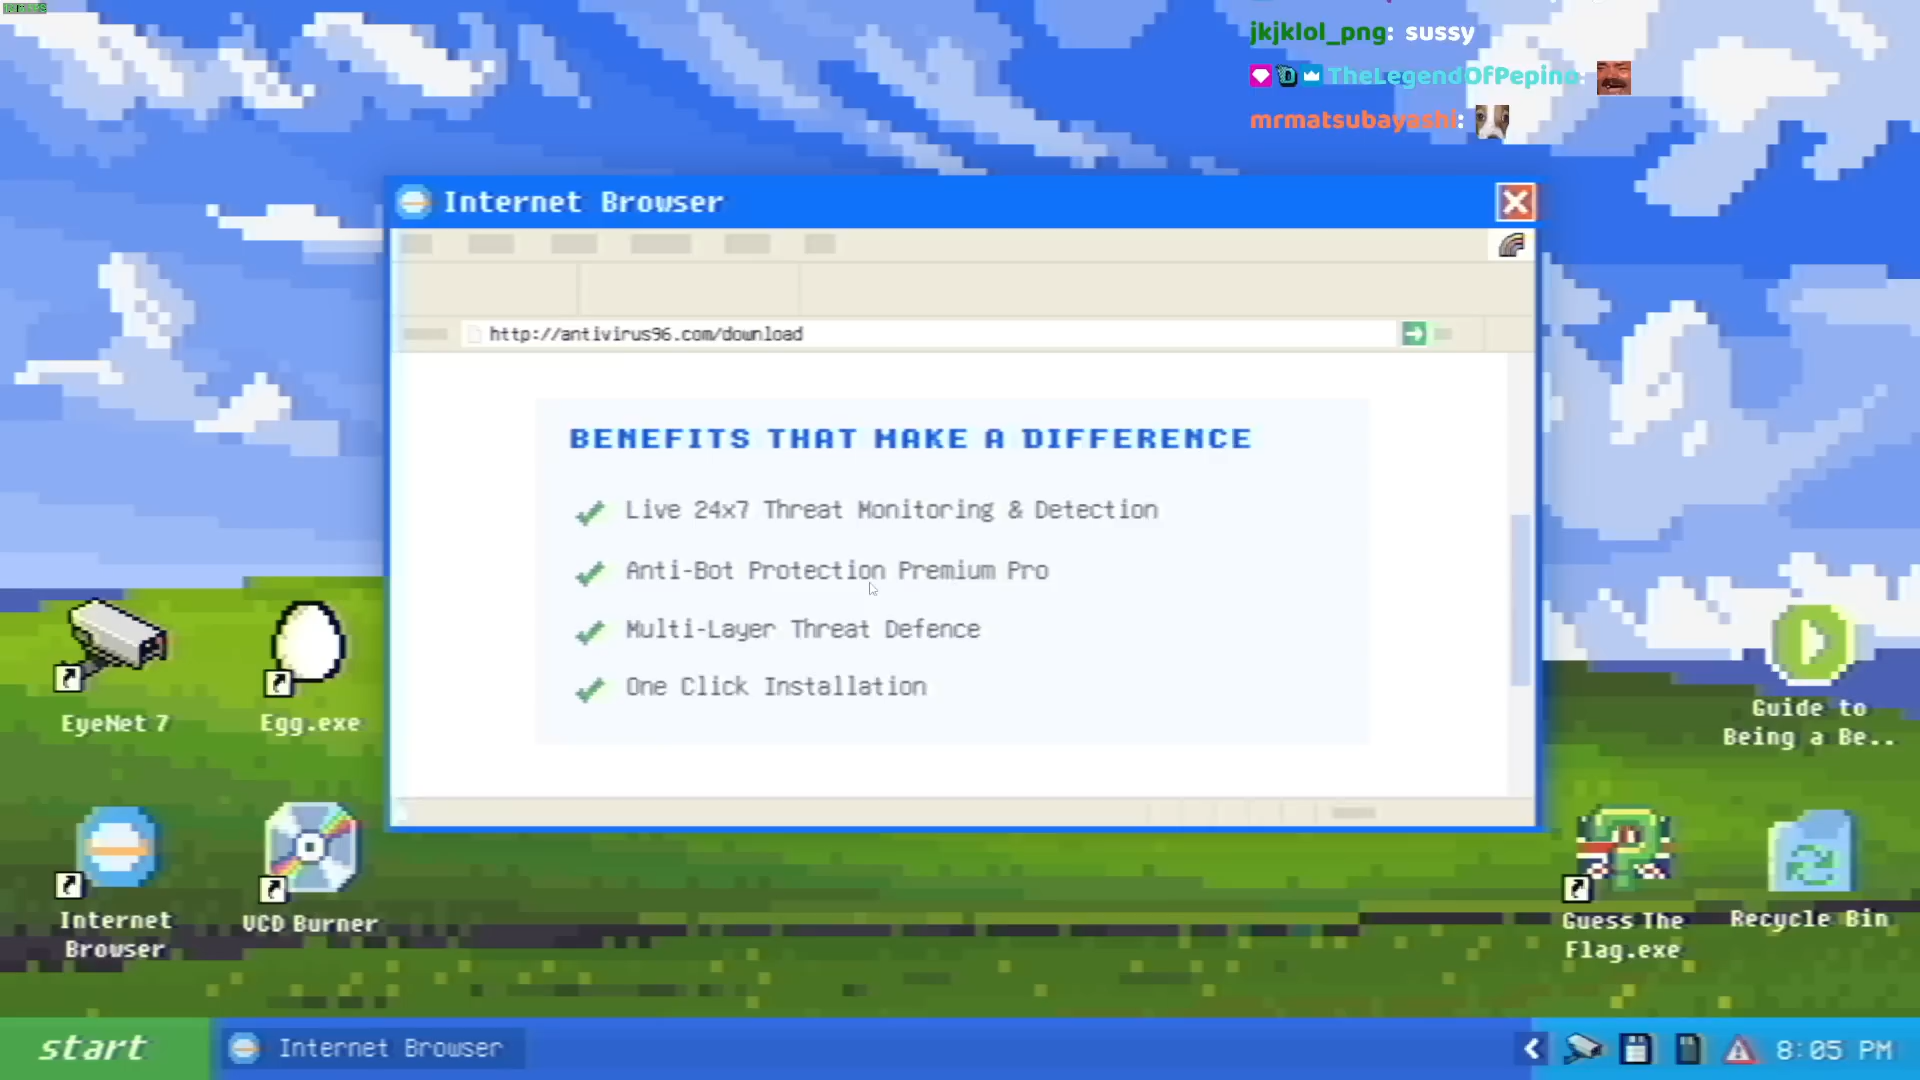 jkjklol_png: sussy
TheLegendOfPepino:
mrmatsubayashi:
Internet Browser
http://antivirus96.com/download
BENEFITS THAT MAKE A DIFFERENCE
Live 24x7 Threat Monitoring & Detection
Anti-Bot Protection Premium Pro
Multi-Layer Threat Defence
One Click Installation
EyeNet 7
Egg.exe
Guide to
Being a Be..
Internet
Browser
VCD Burner
Guess The
Flag.exe
Recycle Bin
start
Internet Browser
8:05 PM